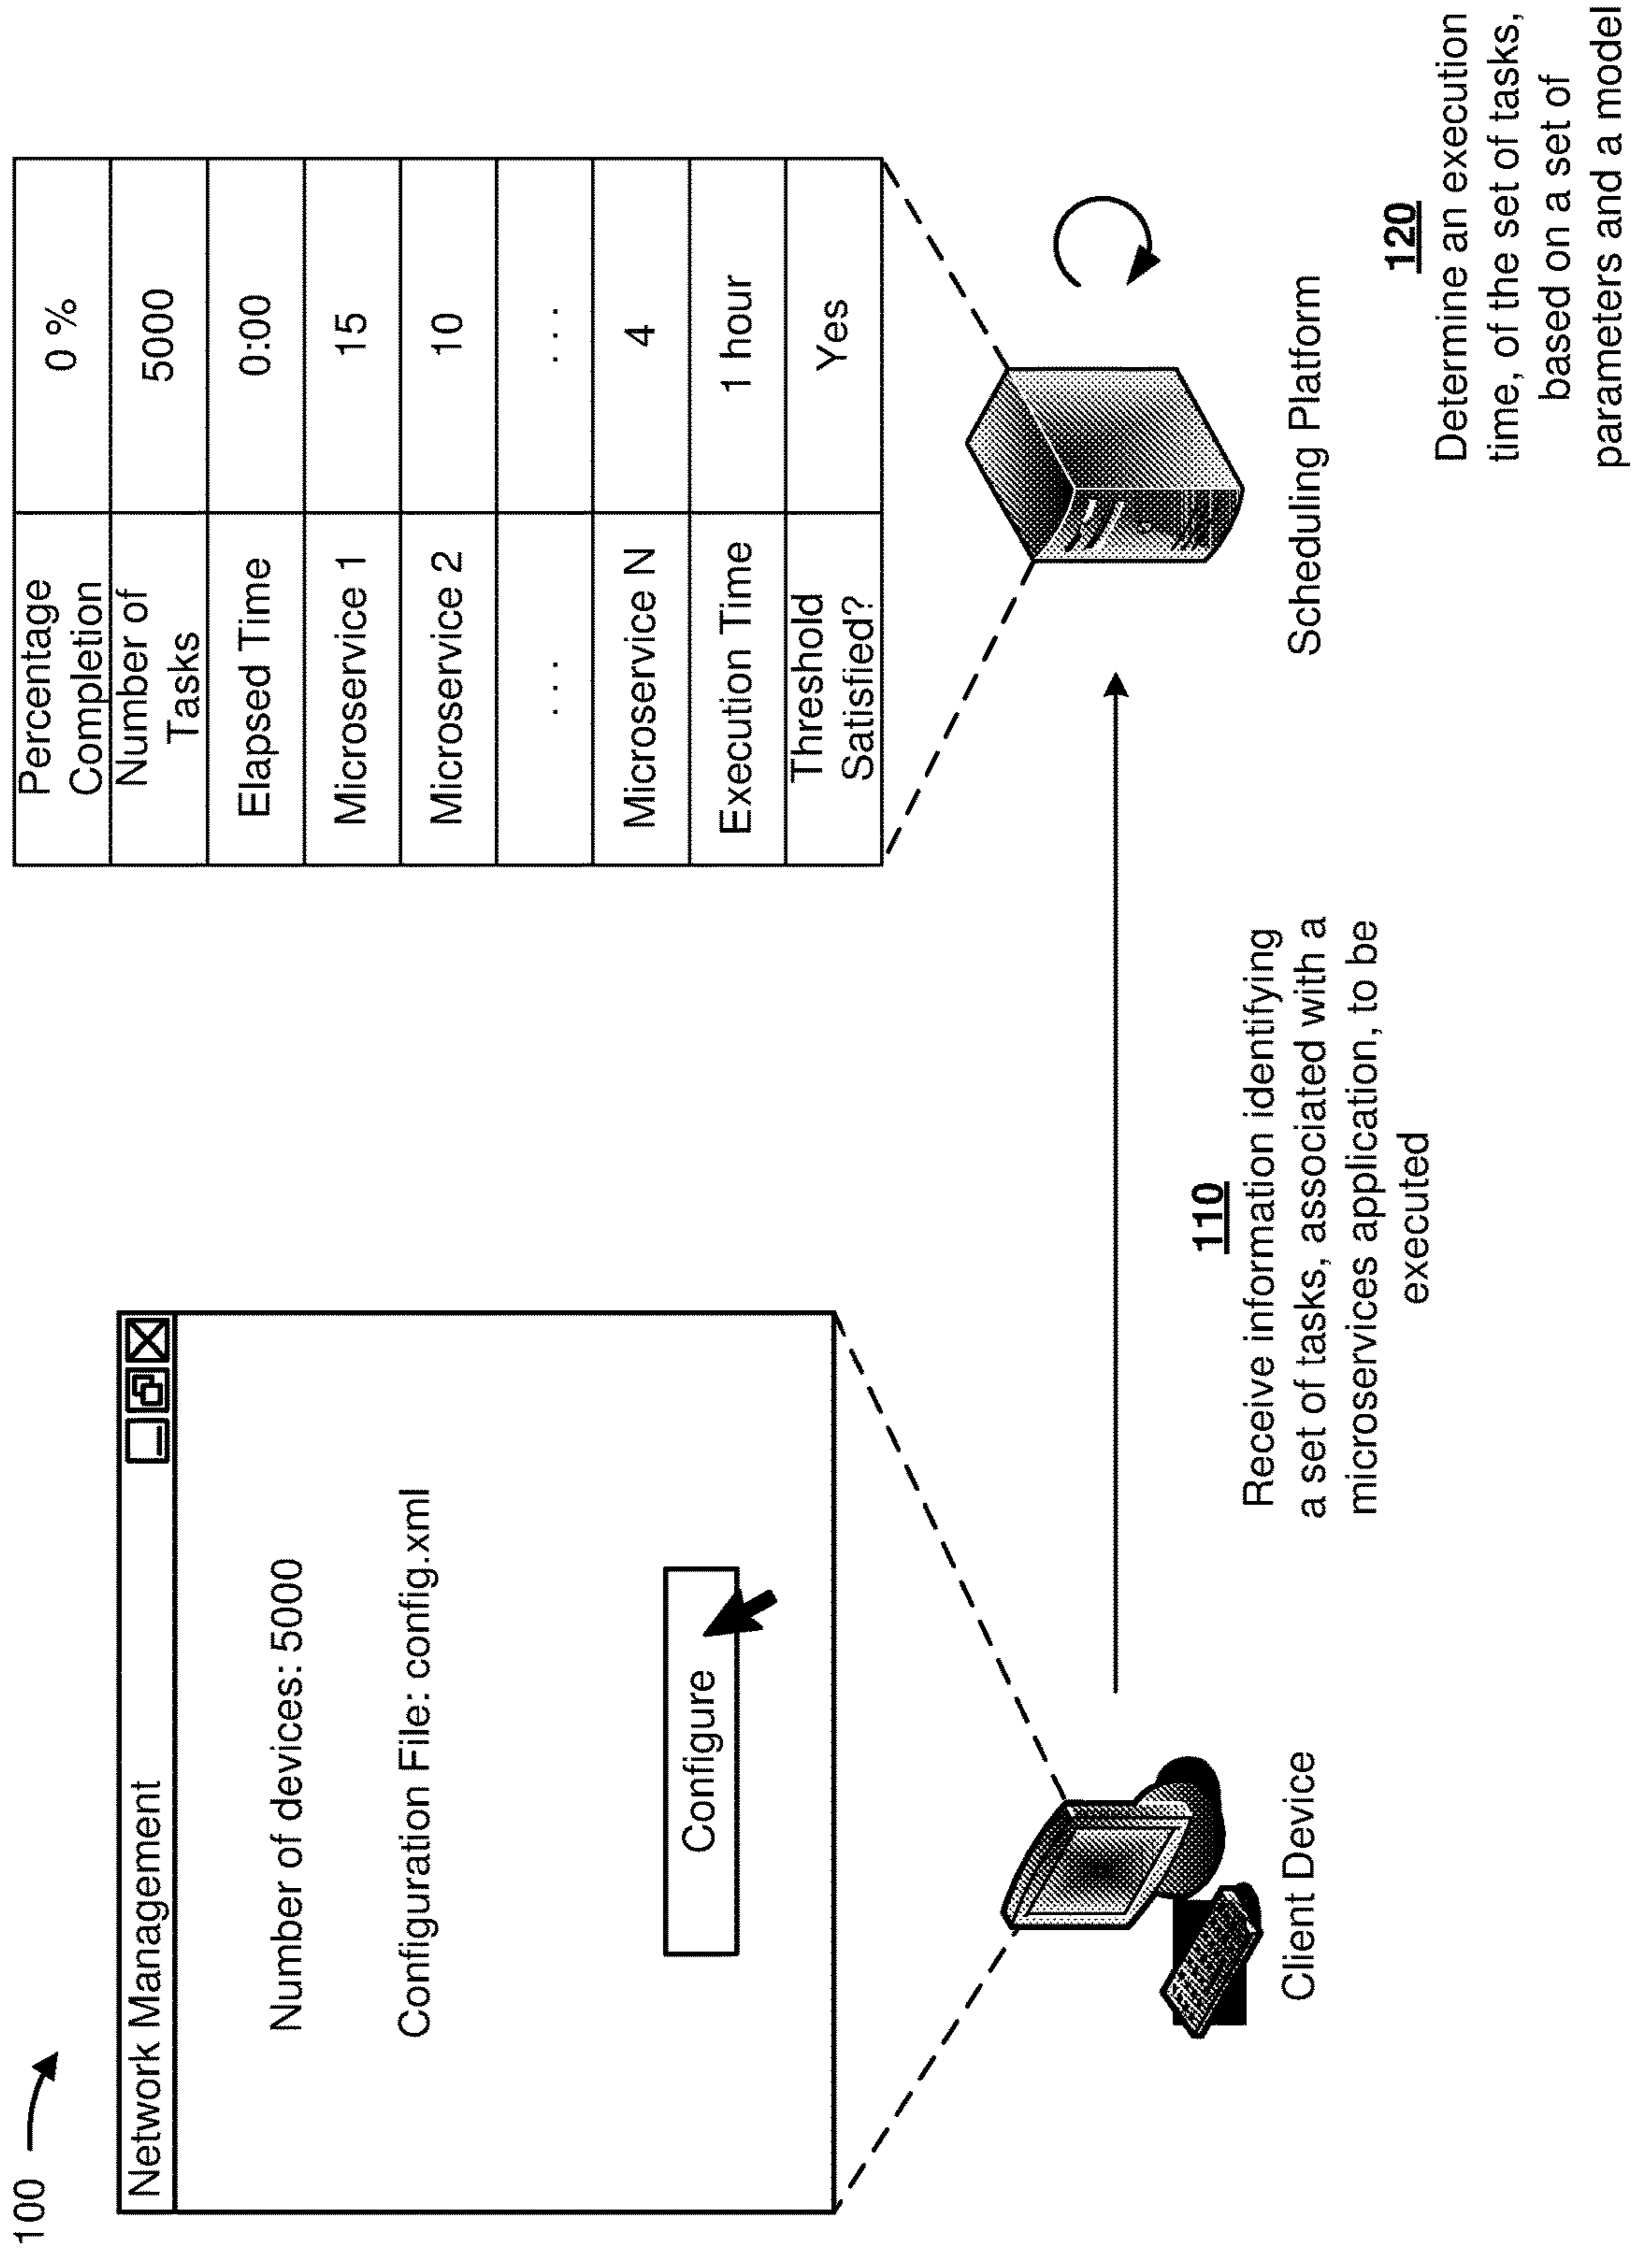 100
Network Management
Number of devices: 5000
Configuration File: config.xml
Configure
Client Device
110
Receive information identifying
a set of tasks, associated with a
microservices application, to be
executed
Percentage
Completion
0 %
Number of
Tasks
5000
Elapsed Time
0:00
Microservice 1
15
Microservice 2
10
. . .
. . .
Microservice N
4
Execution Time
1 hour
Threshold
Satisfied?
Yes
Scheduling Platform
120
Determine an execution
time, of the set of tasks,
based on a set of
parameters and a model